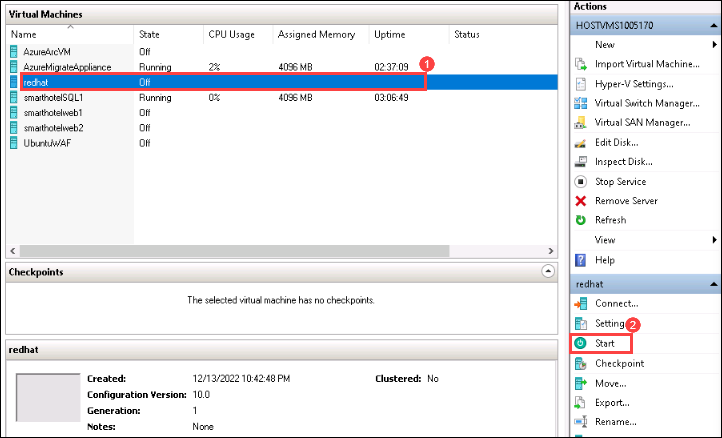 Virtual Machines
Name State CPU Usage Assigned Memory Uptime Status
AzureArcVM Off
AzureMigrateAppliance Running 2% 4096 MB 02:37:09
1
redhat Off
smarthotelSQL1 Running 0% 4096 MB 03:06:49
smarthotelweb1 Off
smarthotelweb2 Off
UbuntuWAF Off
Checkpoints
The selected virtual machine has no checkpoints.
redhat
Created: 12/13/2022 10:42:48 PM Clustered: No
Configuration Version: 10.0
Generation: 1
Notes: None
Actions
HOSTVMS1005170
New
Import Virtual Machine...
Hyper-V Settings...
Virtual Switch Manager...
Virtual SAN Manager...
Edit Disk...
Inspect Disk...
Stop Service
Remove Server
Refresh
View
Help
redhat
Connect...
Setting
2
Start
Checkpoint
Move...
Export...
Rename...